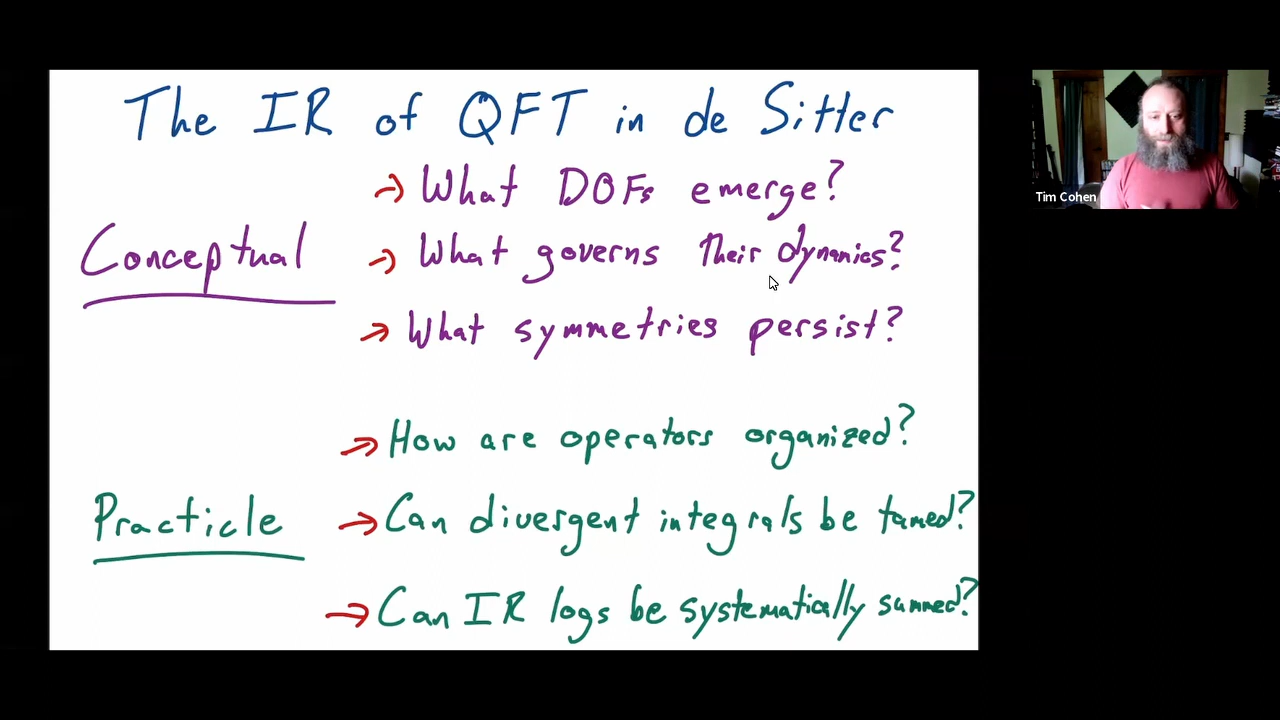 The IR of QFT in de Sitter
→ What DOFs emerge?
Conceptual
→ What governs their dynamics?
→ What symmetries persist?
→ How are operators organized?
Practicle
→ Can divergent integrals be tamed?
→ Can IR logs be systematically summed?
Tim Cohen